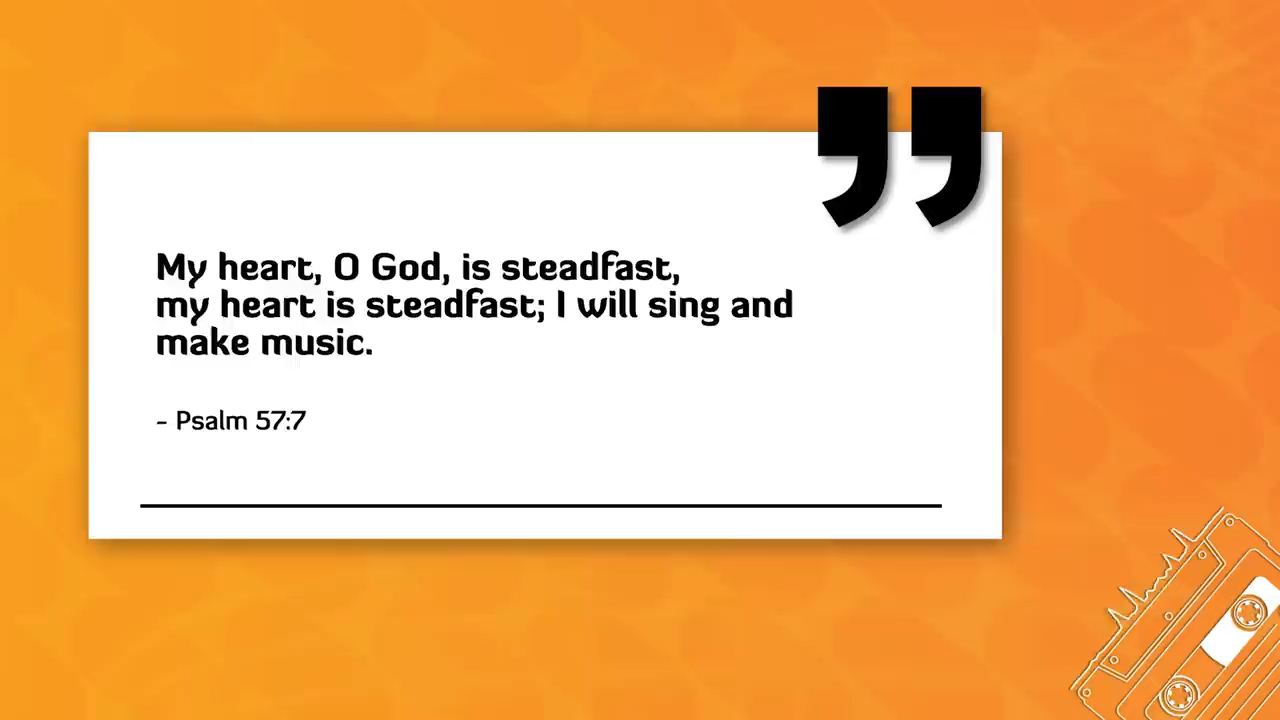 My heart, O God, is steadfast,
my heart is steadfast; I will sing and
make music.
- Psalm 57:7